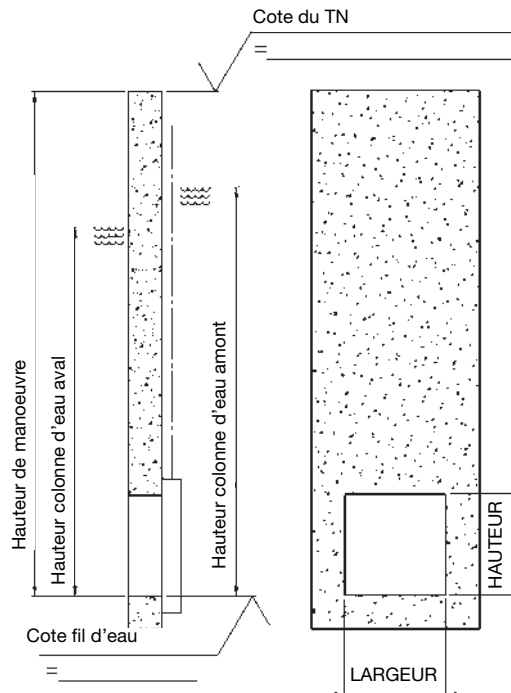 Cote du TN
=
Hauteur de manoeuvre
Hauteur colonne d'eau aval
Hauteur colonne d'eau amont
HAUTEUR
Cote fil d'eau
=
LARGEUR